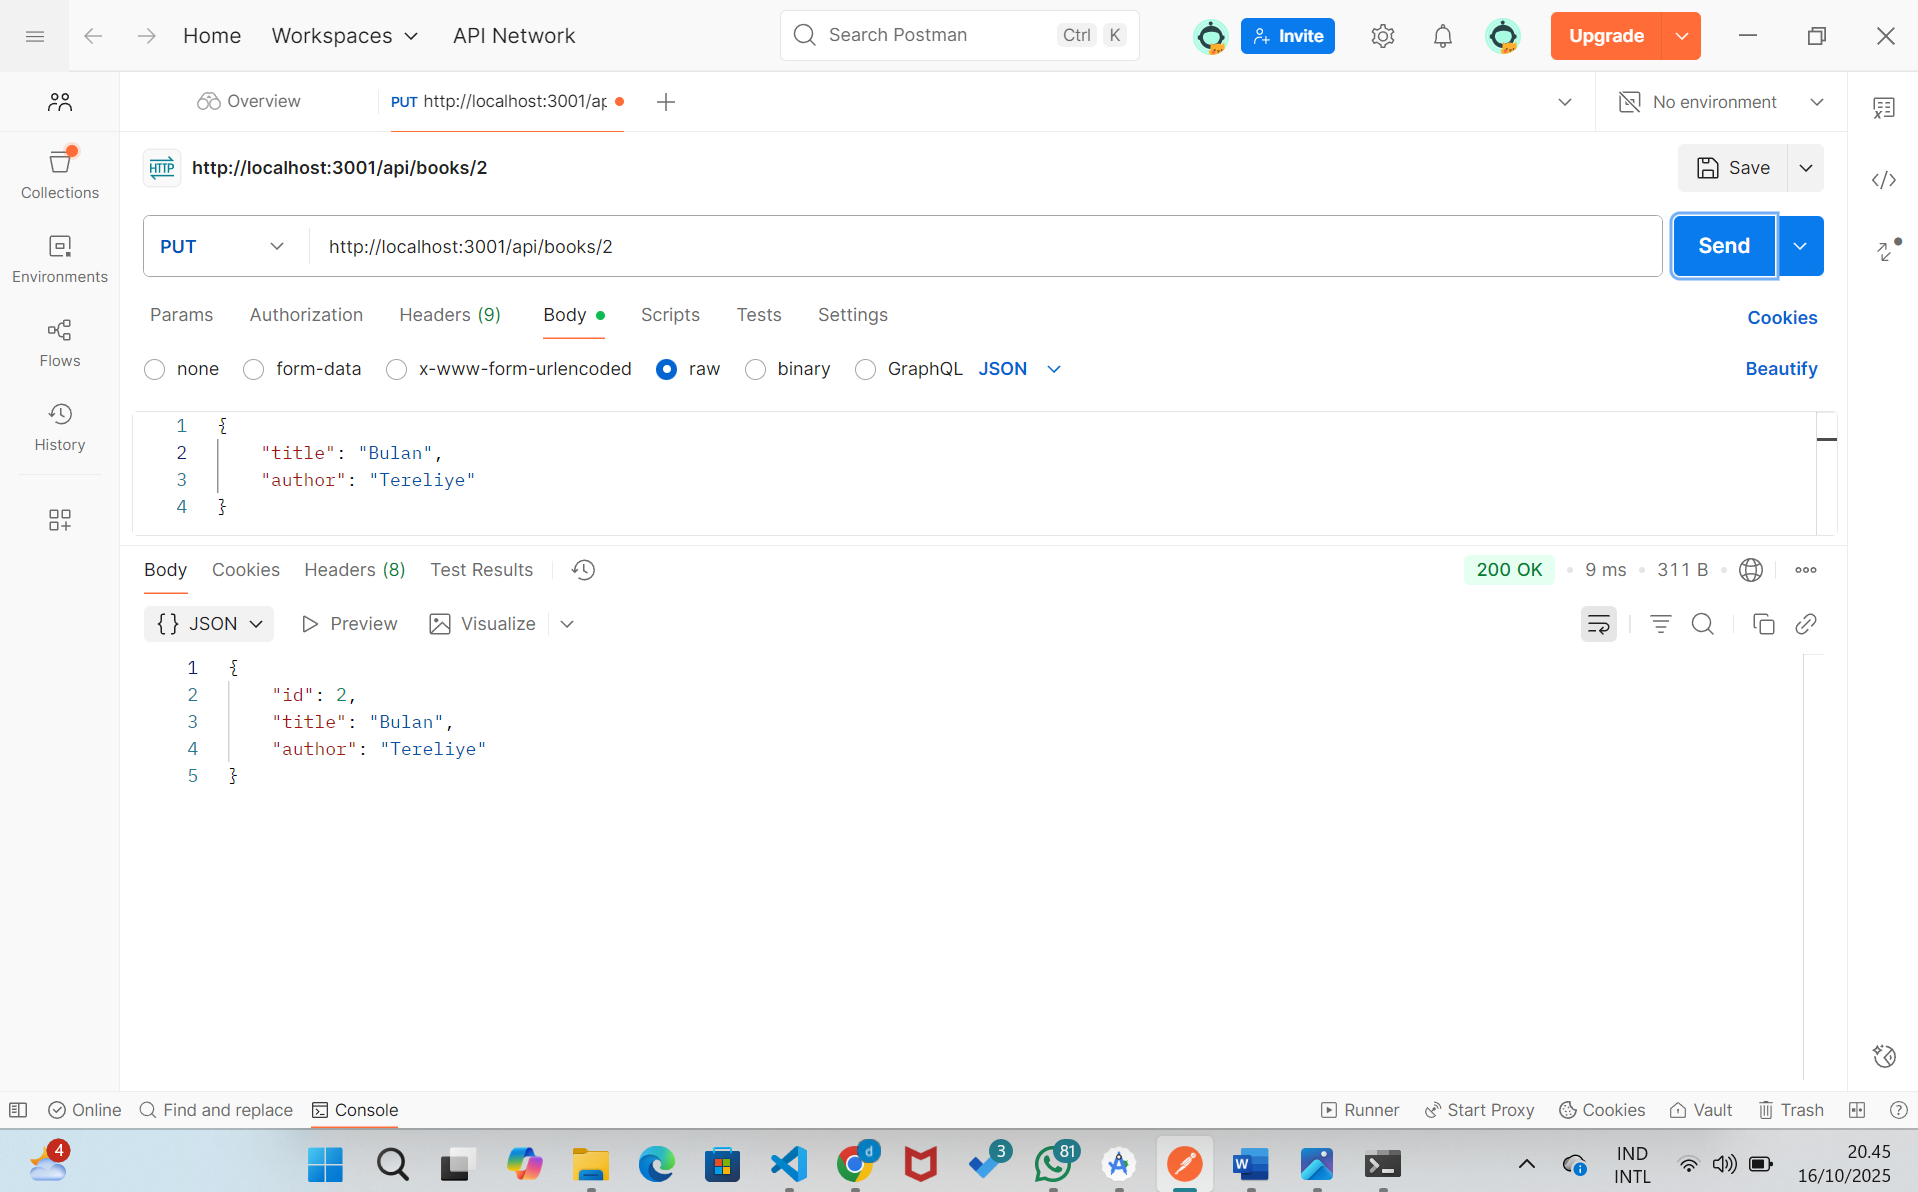 Home
Workspaces
API Network
Search Postman
Ctrl
K
Invite
Upgrade
Overview
PUT http://localhost:3001/ap
No environment
Collections
Environments
Flows
History
HTTP
http://localhost:3001/api/books/2
Save
PUT
http://localhost:3001/api/books/2
Send
Params
Authorization
Headers (9)
Body
Scripts
Tests
Settings
Cookies
none
form-data
x-www-form-urlencoded
raw
binary
GraphQL
JSON
Beautify
1 {
2 "title": "Bulan",
3 "author": "Tereliye"
4 }
Body
Cookies
Headers (8)
Test Results
200 OK
9 ms
311 B
{} JSON
Preview
Visualize
1 {
2 "id": 2,
3 "title": "Bulan",
4 "author": "Tereliye"
5 }
Online
Find and replace
Console
Runner
Start Proxy
Cookies
Vault
Trash
4
d
3
81
W
IND
INTL
20.45
16/10/2025